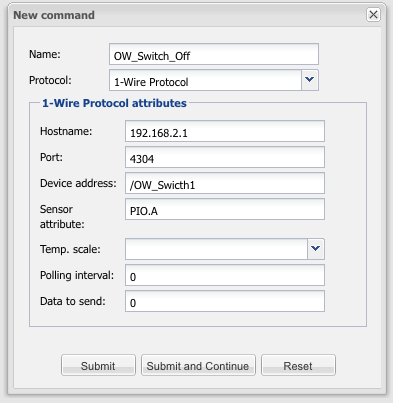 New command
Name: OW_Switch_Off
Protocol: 1-Wire Protocol
1-Wire Protocol attributes
Hostname: 192.168.2.1
Port: 4304
Device address: /OW_Swicth1
Sensor attribute: PIO.A
Temp. scale:
Polling interval: 0
Data to send: 0
Submit Submit and Continue Reset